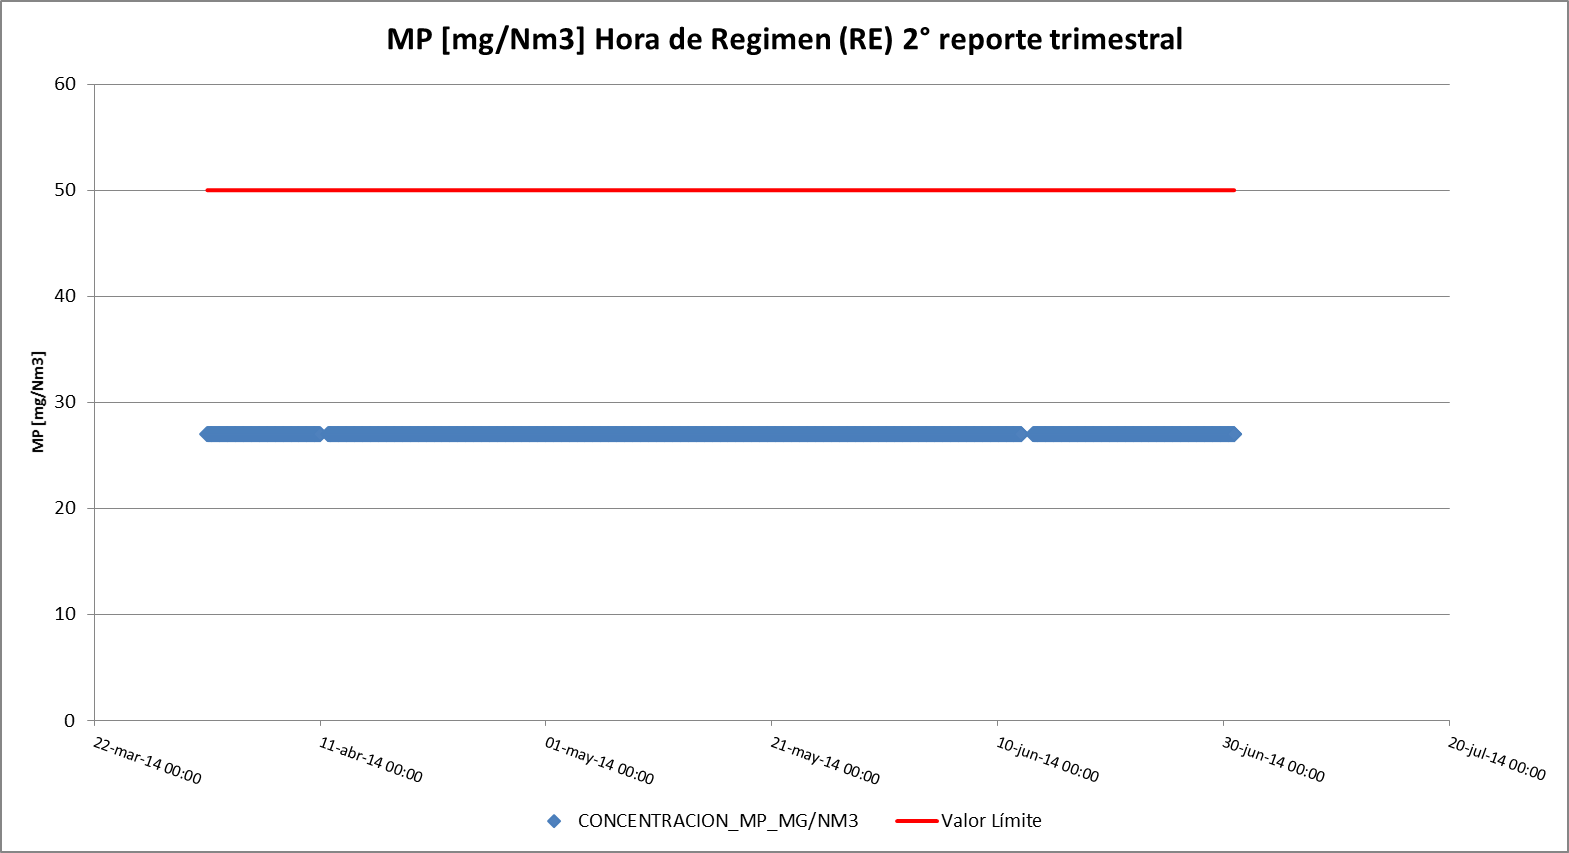 MP [mg/Nm3] Hora de Regimen (RE) 2° reporte trimestral
60
50
40
30
20
10
0
MP [mg/Nm3]
22-mar-14 00:00
11-abr-14 00:00
01-may-14 00:00
21-may-14 00:00
10-jun-14 00:00
30-jun-14 00:00
20-jul-14 00:00
CONCENTRACION_MP_MG/NM3
Valor Límite